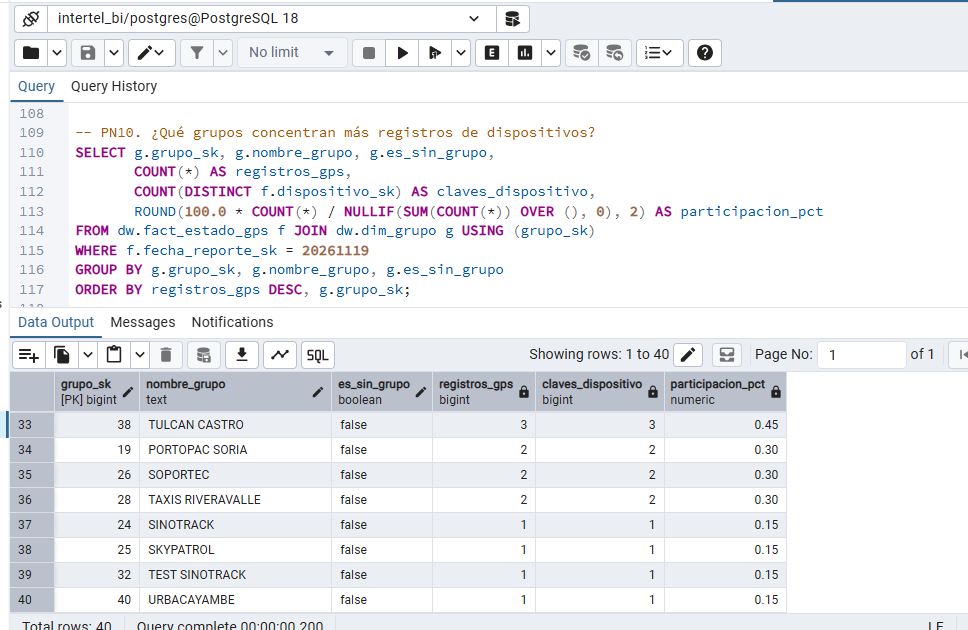 intertel_bi/postgres@PostgreSQL 18
No limit
E
Query Query History
108
109 -- PN10. ¿Qué grupos concentran más registros de dispositivos?
110 SELECT g.grupo_sk, g.nombre_grupo, g.es_sin_grupo,
111 COUNT(*) AS registros_gps,
112 COUNT(DISTINCT f.dispositivo_sk) AS claves_dispositivo,
113 ROUND(100.0 * COUNT(*) / NULLIF(SUM(COUNT(*)) OVER (), 0), 2) AS participacion_pct
114 FROM dw.fact_estado_gps f JOIN dw.dim_grupo g USING (grupo_sk)
115 WHERE f.fecha_reporte_sk = 20261119
116 GROUP BY g.grupo_sk, g.nombre_grupo, g.es_sin_grupo
117 ORDER BY registros_gps DESC, g.grupo_sk;
Data Output Messages Notifications
SQL Showing rows: 1 to 40 Page No: 1 of 1
grupo_sk nombre_grupo es_sin_grupo registros_gps claves_dispositivo participacion_pct
[PK] bigint text boolean bigint bigint numeric
33 38 TULCAN CASTRO false 3 3 0.45
34 19 PORTOPAC SORIA false 2 2 0.30
35 26 SOPORTEC false 2 2 0.30
36 28 TAXIS RIVERAVALLE false 2 2 0.30
37 24 SINOTRACK false 1 1 0.15
38 25 SKYPATROL false 1 1 0.15
39 32 TEST SINOTRACK false 1 1 0.15
40 40 URBACAYAMBE false 1 1 0.15
Total rows: 40 Query complete 00:00:00.200